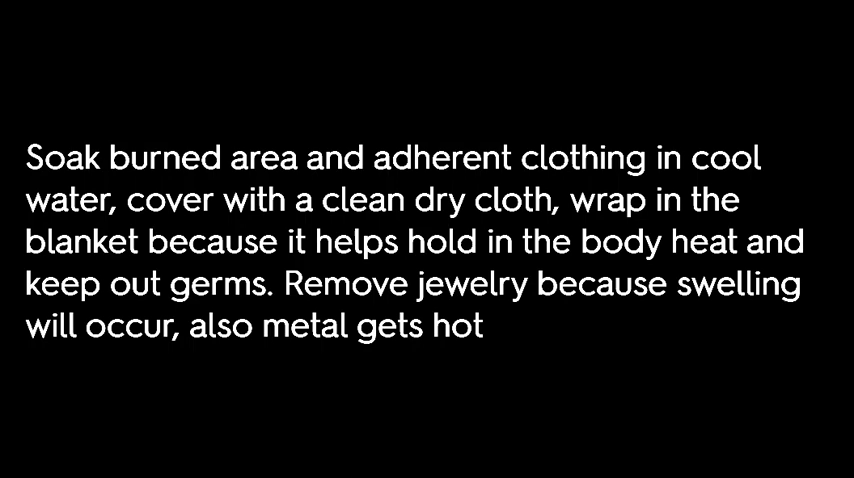 Soak burned area and adherent clothing in cool
water, cover with a clean dry cloth, wrap in the
blanket because it helps hold in the body heat and
keep out germs. Remove jewelry because swelling
will occur, also metal gets hot